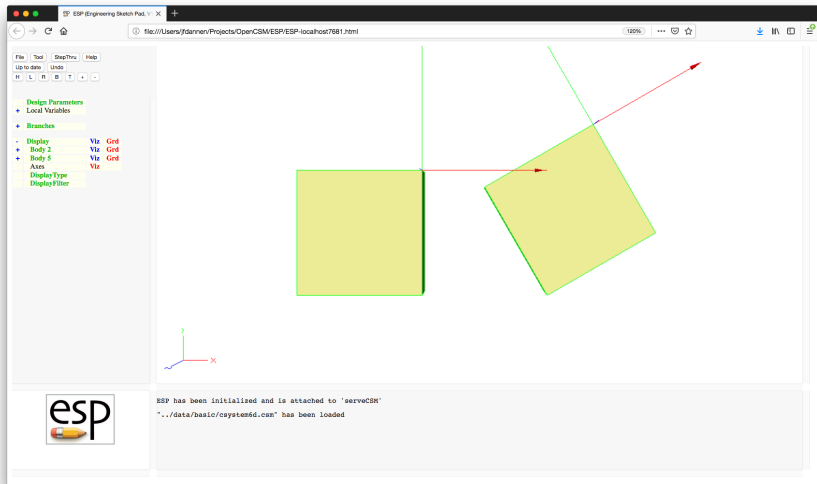 ESP (Engineering Sketch Pad, V
file:///Users/jfdannen/Projects/OpenCSM/ESP/ESP-localhost7681.html
120%
File Tool StepThru Help
Up to date Undo
H L R B T + -
Design Parameters
+ Local Variables
+ Branches
- Display Viz Grd
+ Body 2 Viz Grd
+ Body 5 Viz Grd
Axes Viz
DisplayType
DisplayFilter
Y
X
esp
ESP has been initialized and is attached to 'serveCSM'
"../data/basic/csystem6d.csm" has been loaded